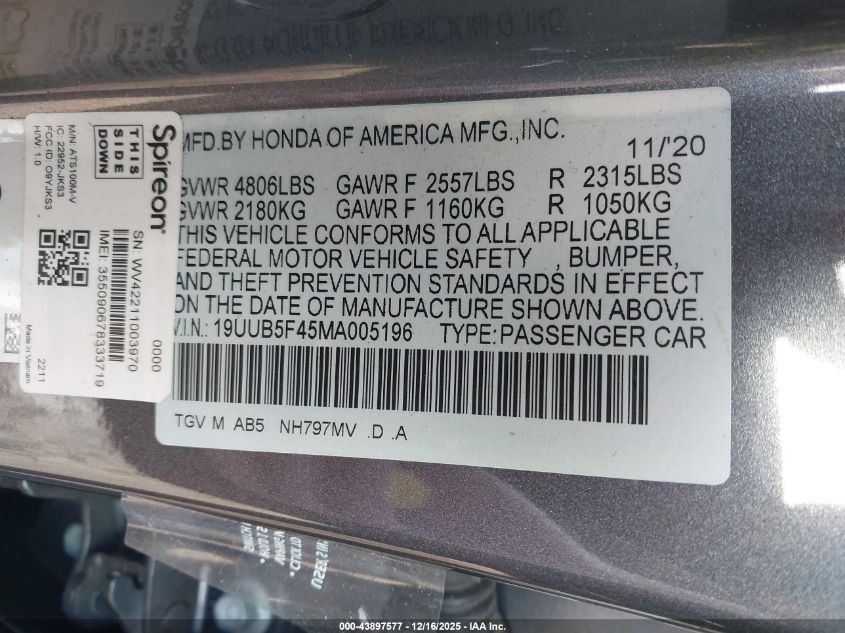 MFD.BY HONDA OF AMERICA MFG.,INC. 11/'20
GVWR 4806LBS GAWR F 2557LBS R 2315LBS
GVWR 2180KG GAWR F 1160KG R 1050KG
THIS VEHICLE CONFORMS TO ALL APPLICABLE
FEDERAL MOTOR VEHICLE SAFETY , BUMPER,
AND THEFT PREVENTION STANDARDS IN EFFECT
ON THE DATE OF MANUFACTURE SHOWN ABOVE.
V.I.N.: 19UUB5F45MA005196 TYPE:PASSENGER CAR
TGV M AB5 NH797MV .D .A
Spireon®
THIS
SIDE
DOWN
M/N: ATS100M-V
IC: 22952-JKS3
FCC ID: O9YJKS3
H/W 1.0
0000
SN: WV42211003970
IMEI: 355090678333719
2211
Made in Vietnam
000-43897577 - 12/16/2025 - IAA Inc.